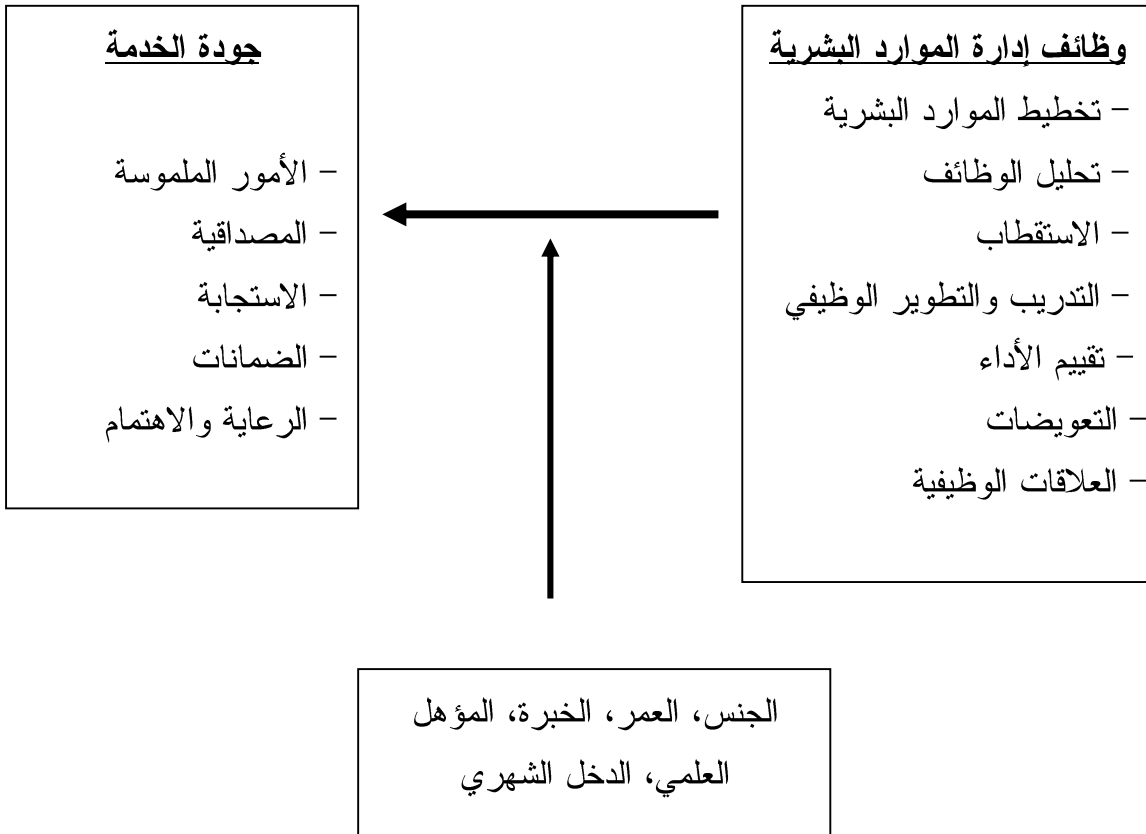 وظائف إدارة الموارد البشرية
– تخطيط الموارد البشرية
– تحليل الوظائف
– الاستقطاب
– التدريب والتطوير الوظيفي
– تقييم الأداء
– التعويضات
– العلاقات الوظيفية
جودة الخدمة
– الأمور الملموسة
– المصداقية
– الاستجابة
– الضمانات
– الرعاية والاهتمام
الجنس، العمر، الخبرة، المؤهل
العلمي، الدخل الشهري